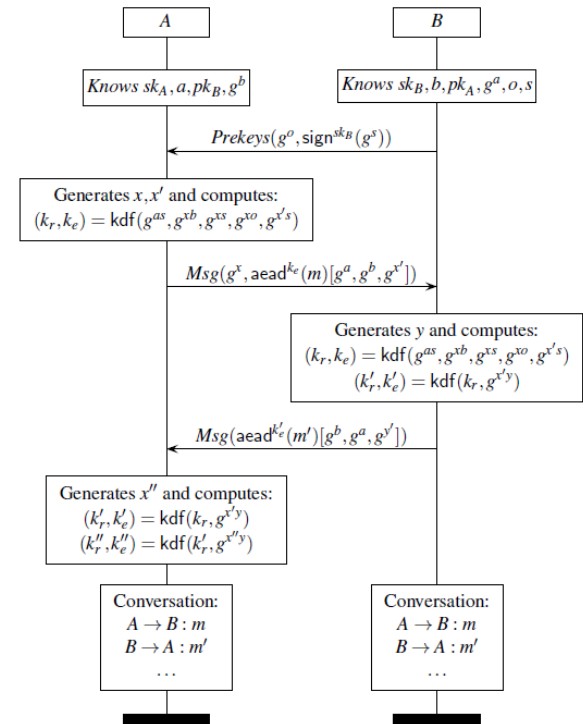 A
B
Knows sk_A, a, pk_B, g^b
Knows sk_B, b, pk_A, g^a, o, s
Prekeys(g^o, sign^{sk_B}(g^s))
Generates x, x′ and computes:
(k_r, k_e) = kdf(g^{as}, g^{xb}, g^{xs}, g^{xo}, g^{x′s})
Msg(g^x, aead^{k_e}(m)[g^a, g^b, g^{x′}])
Generates y and computes:
(k_r, k_e) = kdf(g^{as}, g^{xb}, g^{xs}, g^{xo}, g^{x′s})
(k′_r, k′_e) = kdf(k_r, g^{x′y})
Msg(aead^{k′_e}(m′)[g^b, g^a, g^{y′}])
Generates x″ and computes:
(k′_r, k′_e) = kdf(k_r, g^{x′y})
(k″_r, k″_e) = kdf(k′_r, g^{x″y})
Conversation:
A → B : m
B → A : m′
...
Conversation:
A → B : m
B → A : m′
...